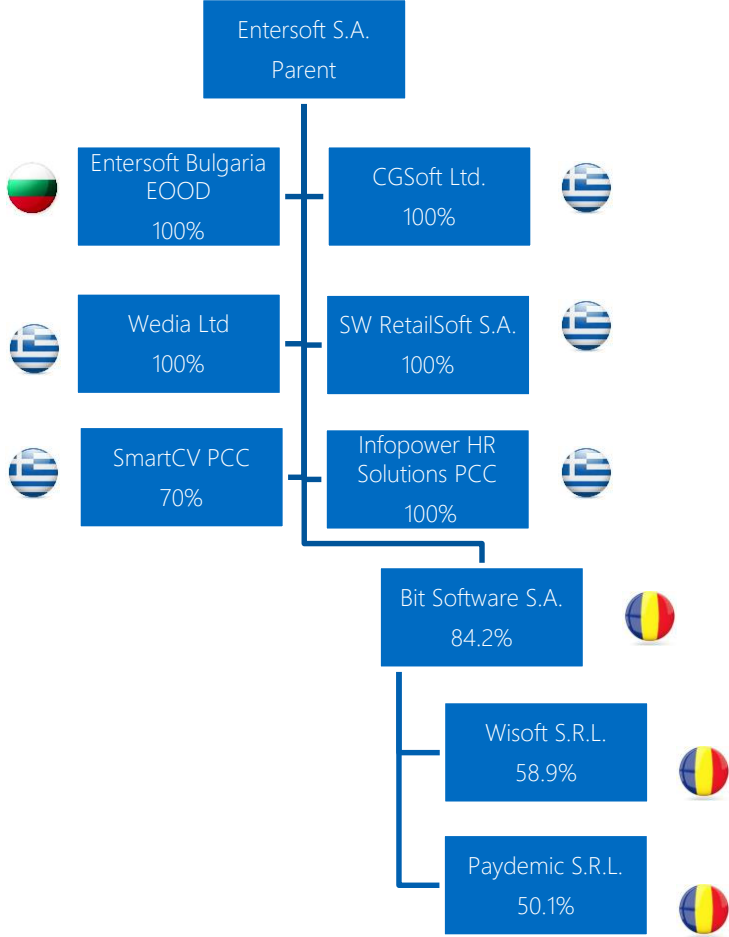 Entersoft S.A.
Parent
Entersoft Bulgaria
EOOD
100%
CGSoft Ltd.
100%
Wedia Ltd
100%
SW RetailSoft S.A.
100%
SmartCV PCC
70%
Infopower HR
Solutions PCC
100%
Bit Software S.A.
84.2%
Wisoft S.R.L.
58.9%
Paydemic S.R.L.
50.1%